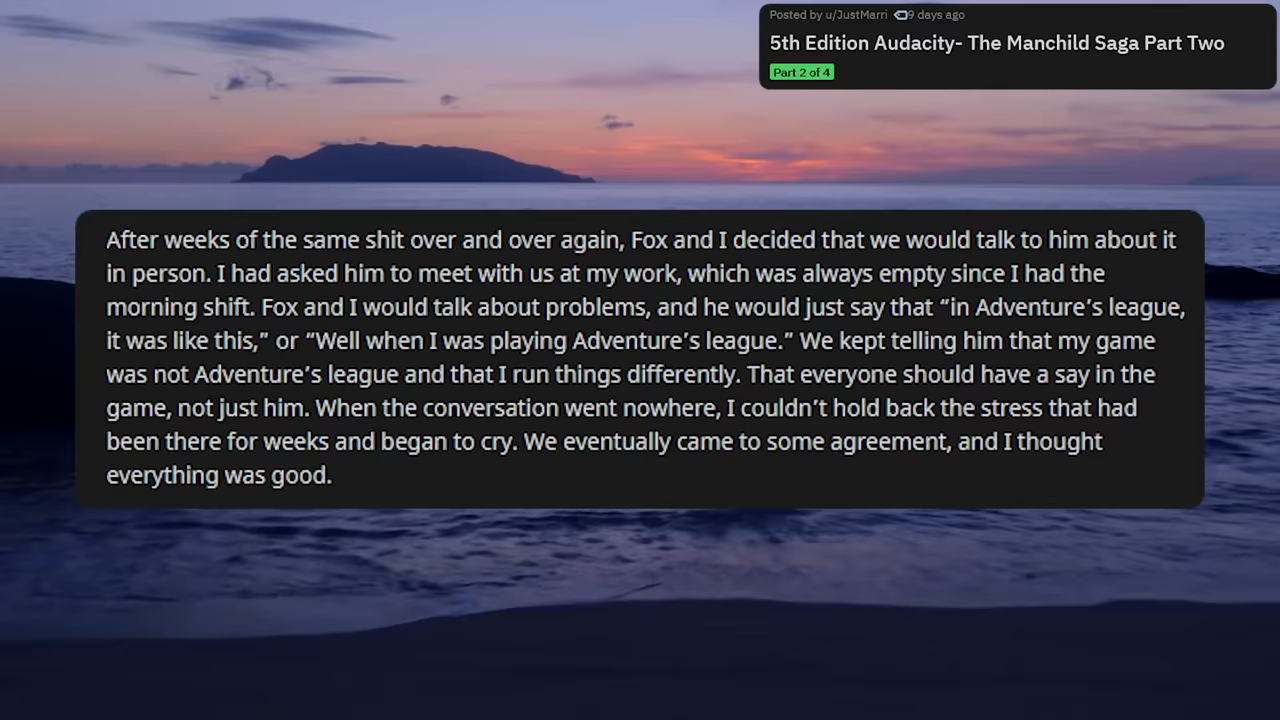 Posted by u/JustMarri 9 days ago
5th Edition Audacity- The Manchild Saga Part Two
Part 2 of 4
After weeks of the same shit over and over again, Fox and I decided that we would talk to him about it
in person. I had asked him to meet with us at my work, which was always empty since I had the
morning shift. Fox and I would talk about problems, and he would just say that “in Adventure’s league,
it was like this,” or “Well when I was playing Adventure’s league.” We kept telling him that my game
was not Adventure’s league and that I run things differently. That everyone should have a say in the
game, not just him. When the conversation went nowhere, I couldn’t hold back the stress that had
been there for weeks and began to cry. We eventually came to some agreement, and I thought
everything was good.